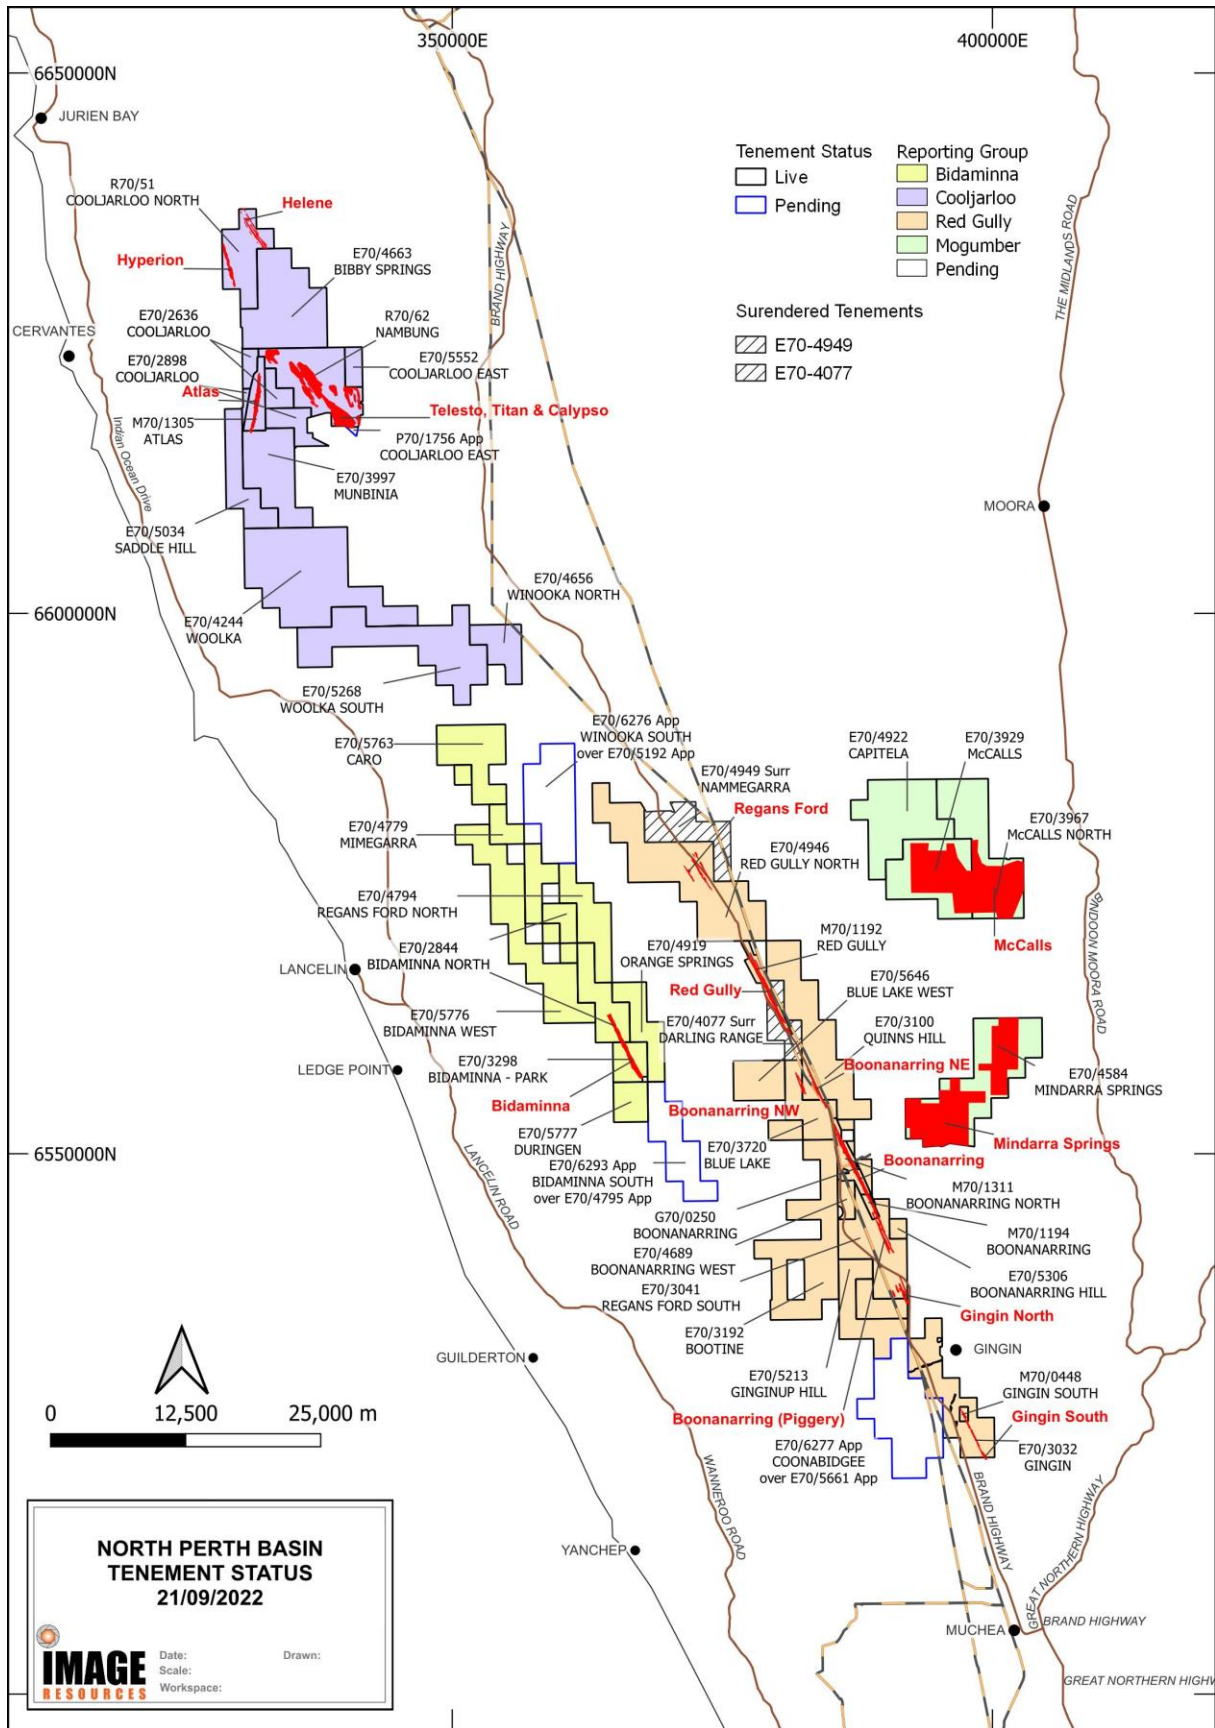 350000E
400000E
6650000N
JURIEN BAY
Tenement Status
Live
Pending
Reporting Group
Bidaminna
Cooljarloo
Red Gully
Mogumber
Pending
Surendered Tenements
E70-4949
E70-4077
R70/51
COOLJARLOO NORTH
Helene
Hyperion
E70/4663
BIBBY SPRINGS
BRAND HIGHWAY
THE MIDLANDS ROAD
CERVANTES
E70/2636
COOLJARLOO
R70/62
NAMBUNG
E70/2898
COOLJARLOO
E70/5552
COOLJARLOO EAST
Atlas
Telesto, Titan & Calypso
M70/1305
ATLAS
P70/1756 App
COOLJARLOO EAST
Indian Ocean Drive
E70/3997
MUNBINIA
MOORA
E70/5034
SADDLE HILL
E70/4656
WINOOKA NORTH
6600000N
E70/4244
WOOLKA
E70/5268
WOOLKA SOUTH
E70/5763
CARO
E70/6276 App
WINOOKA SOUTH
over E70/5192 App
E70/4922
CAPITELA
E70/3929
McCALLS
E70/4949 Surr
NAMMEGARRA
Regans Ford
E70/4779
MIMEGARRA
E70/3967
McCALLS NORTH
E70/4946
RED GULLY NORTH
E70/4794
REGANS FORD NORTH
BINDOON MOORA ROAD
M70/1192
RED GULLY
McCalls
E70/2844
BIDAMINNA NORTH
E70/4919
ORANGE SPRINGS
LANCELIN
E70/5646
BLUE LAKE WEST
Red Gully
E70/5776
BIDAMINNA WEST
E70/4077 Surr
DARLING RANGE
E70/3100
QUINNS HILL
LEDGE POINT
E70/3298
BIDAMINNA - PARK
Boonanarring NE
E70/4584
MINDARRA SPRINGS
Bidaminna
Boonanarring NW
E70/5777
DURINGEN
E70/3720
BLUE LAKE
Mindarra Springs
6550000N
Boonanarring
LANCELIN ROAD
E70/6293 App
BIDAMINNA SOUTH
over E70/4795 App
M70/1311
BOONANARRING NORTH
G70/0250
BOONANARRING
M70/1194
BOONANARRING
E70/4689
BOONANARRING WEST
E70/5306
BOONANARRING HILL
E70/3041
REGANS FORD SOUTH
Gingin North
E70/3192
BOOTINE
GUILDERTON
GINGIN
E70/5213
GINGINUP HILL
M70/0448
GINGIN SOUTH
0
12,500
25,000 m
Boonanarring (Piggery)
Gingin South
E70/6277 App
COONABIDGEE
over E70/5661 App
E70/3032
GINGIN
WANNEROO ROAD
BRAND HIGHWAY
GREAT NORTHERN HIGHWAY
YANCHEP
NORTH PERTH BASIN
TENEMENT STATUS
21/09/2022
MUCHEA
BRAND HIGHWAY
IMAGE
RESOURCES
Date:
Drawn:
Scale:
Workspace:
GREAT NORTHERN HIGHW